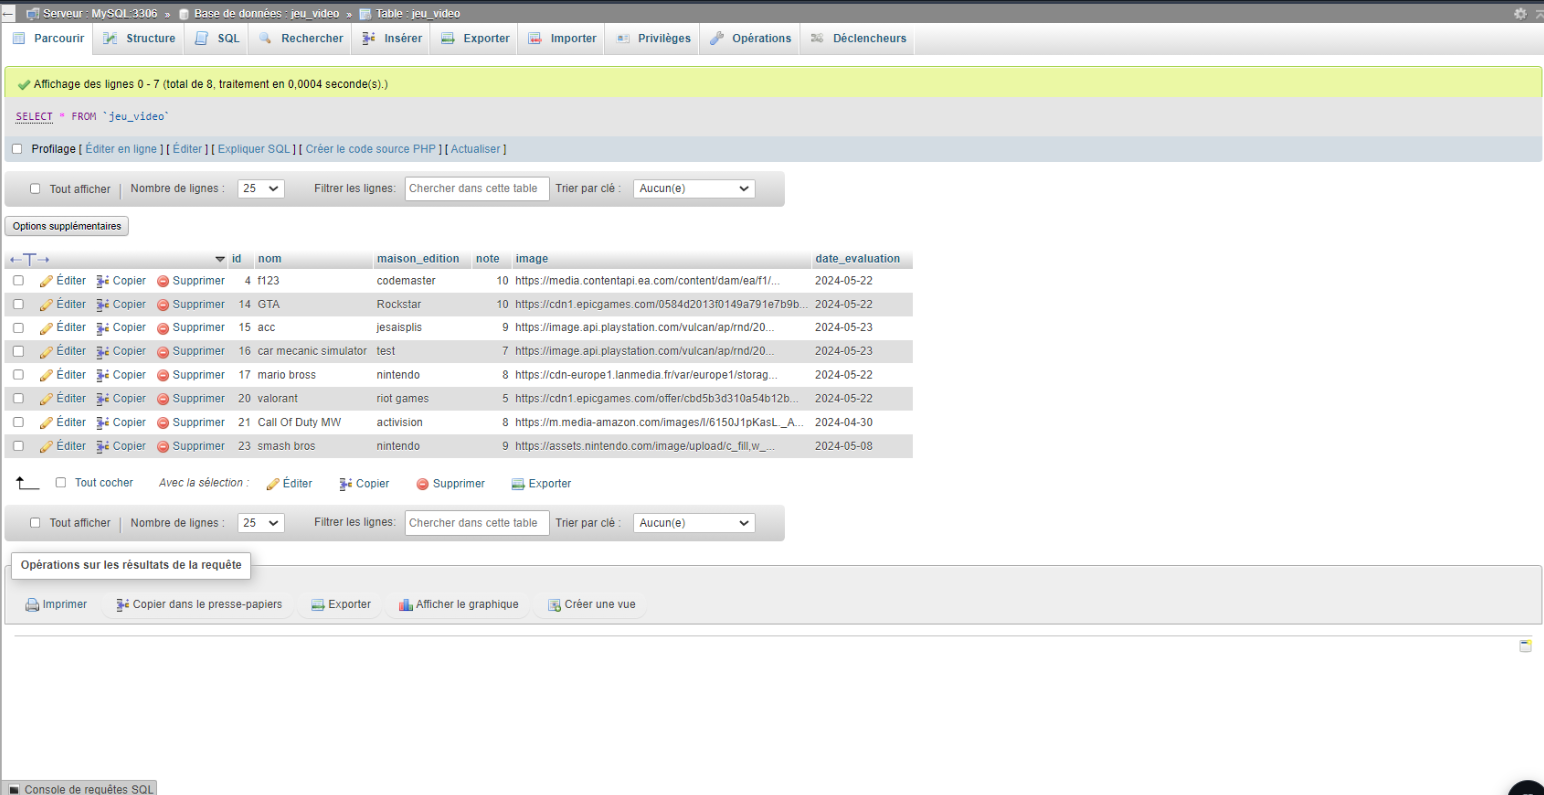 Serveur : MySQL:3306 » Base de données : jeu_video » Table : jeu_video
Parcourir Structure SQL Rechercher Insérer Exporter Importer Privilèges Opérations Déclencheurs
Affichage des lignes 0 - 7 (total de 8, traitement en 0,0004 seconde(s).)
SELECT * FROM `jeu_video`
Profilage [ Éditer en ligne ] [ Éditer ] [ Expliquer SQL ] [ Créer le code source PHP ] [ Actualiser ]
Tout afficher Nombre de lignes : 25 Filtrer les lignes: Chercher dans cette table Trier par clé : Aucun(e)
Options supplémentaires
←T→ id nom maison_edition note image date_evaluation
Éditer Copier Supprimer 4 f123 codemaster 10 https://media.contentapi.ea.com/content/dam/ea/f1/... 2024-05-22
Éditer Copier Supprimer 14 GTA Rockstar 10 https://cdn1.epicgames.com/0584d2013f0149a791e7b9b... 2024-05-22
Éditer Copier Supprimer 15 acc jesaisplis 9 https://image.api.playstation.com/vulcan/ap/rnd/20... 2024-05-23
Éditer Copier Supprimer 16 car mecanic simulator test 7 https://image.api.playstation.com/vulcan/ap/rnd/20... 2024-05-23
Éditer Copier Supprimer 17 mario bross nintendo 8 https://cdn-europe1.lanmedia.fr/var/europe1/storag... 2024-05-22
Éditer Copier Supprimer 20 valorant riot games 5 https://cdn1.epicgames.com/offer/cbd5b3d310a54b12b... 2024-05-22
Éditer Copier Supprimer 21 Call Of Duty MW activision 8 https://m.media-amazon.com/images/I/6150J1pKasL._A... 2024-04-30
Éditer Copier Supprimer 23 smash bros nintendo 9 https://assets.nintendo.com/image/upload/c_fill,w_... 2024-05-08
Tout cocher Avec la sélection : Éditer Copier Supprimer Exporter
Tout afficher Nombre de lignes : 25 Filtrer les lignes: Chercher dans cette table Trier par clé : Aucun(e)
Opérations sur les résultats de la requête
Imprimer Copier dans le presse-papiers Exporter Afficher le graphique Créer une vue
Console de requêtes SQL